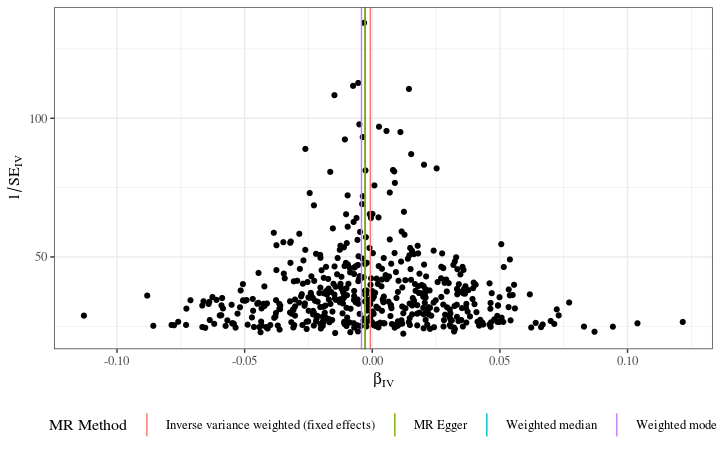 1/SE_IV
100
50
-0.10 -0.05 0.00 0.05 0.10
β_IV
MR Method Inverse variance weighted (fixed effects) MR Egger Weighted median Weighted mode